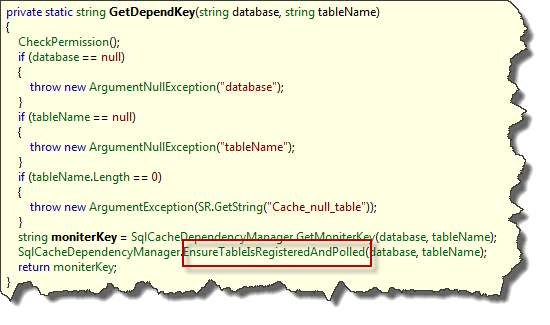 private static string GetDependKey(string database, string tableName)
{
CheckPermission();
if (database == null)
{
throw new ArgumentNullException("database");
}
if (tableName == null)
{
throw new ArgumentNullException("tableName");
}
if (tableName.Length == 0)
{
throw new ArgumentException(SR.GetString("Cache_null_table"));
}
string moniterKey = SqlCacheDependencyManager.GetMoniterKey(database, tableName);
SqlCacheDependencyManager.EnsureTableIsRegisteredAndPolled(database, tableName);
return moniterKey;
}